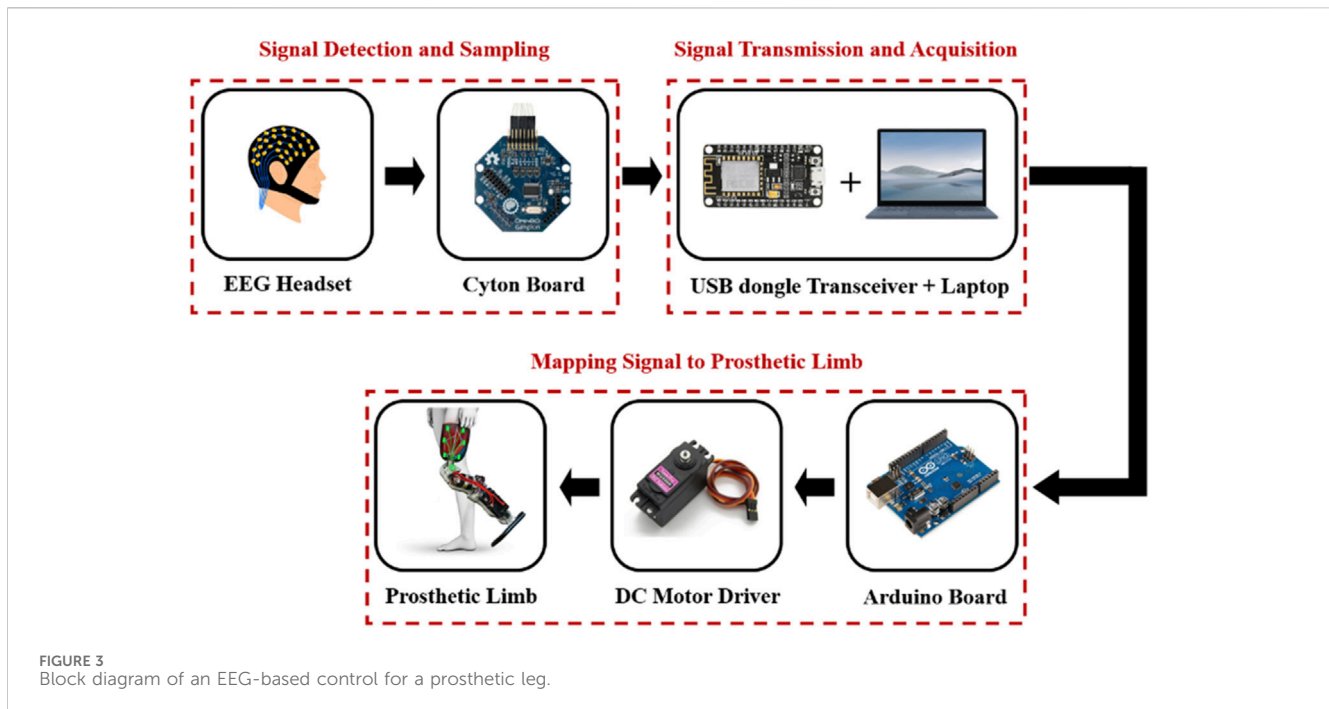 Signal Detection and Sampling
Signal Transmission and Acquisition
EEG Headset
Cyton Board
USB dongle Transceiver + Laptop
+
Mapping Signal to Prosthetic Limb
Prosthetic Limb
DC Motor Driver
Arduino Board
FIGURE 3
Block diagram of an EEG-based control for a prosthetic leg.